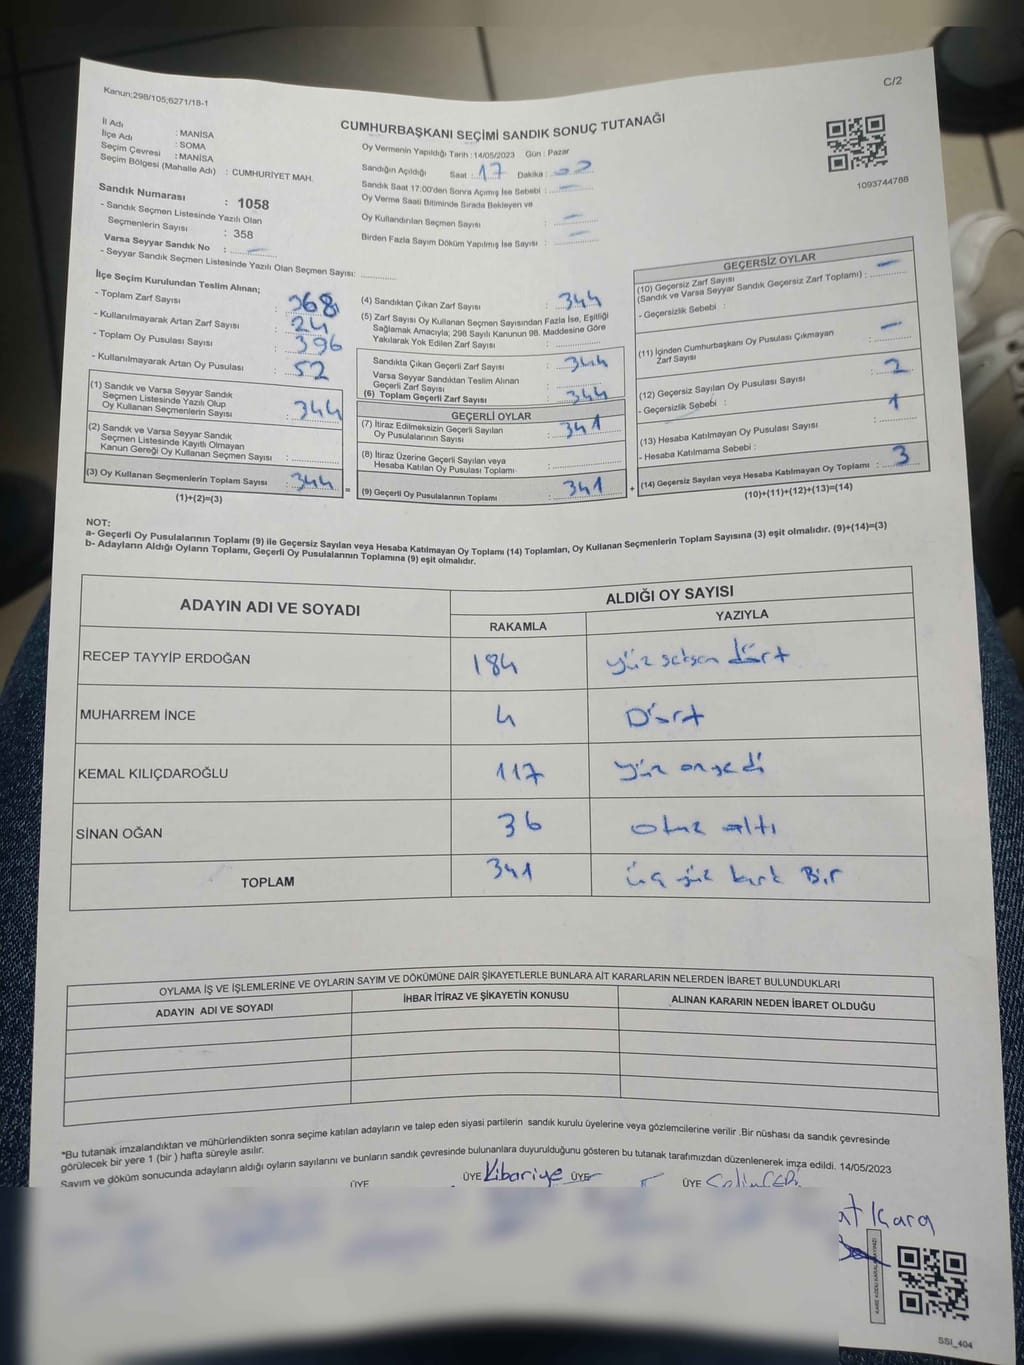 Kanun;298/105;6271/18-1
C/2
CUMHURBAŞKANI SEÇİMİ SANDIK SONUÇ TUTANAĞI
İl Adı : MANİSA
İlçe Adı : SOMA
Seçim Çevresi : MANİSA
Seçim Bölgesi (Mahalle Adı) : CUMHURİYET MAH.
Sandık Numarası : 1058
- Sandık Seçmen Listesinde Yazılı Olan
Seçmenlerin Sayısı : 358
Varsa Seyyar Sandık No :
- Seyyar Sandık Seçmen Listesinde Yazılı Olan Seçmen Sayısı:
Oy Vermenin Yapıldığı Tarih : 14/05/2023 Gün : Pazar
Sandığın Açıldığı Saat : 17 Dakika :
Sandık Saat 17:00'den Sonra Açımış İse Sebebi :
Oy Verme Saati Bitiminde Sırada Bekleyen ve
Oy Kullandırılan Seçmen Sayısı :
Birden Fazla Sayım Döküm Yapılmış İse Sayısı :
1093744768
İlçe Seçim Kurulundan Teslim Alınan;
- Toplam Zarf Sayısı : 368
- Kullanılmayarak Artan Zarf Sayısı : 24
- Toplam Oy Pusulası Sayısı : 396
- Kullanılmayarak Artan Oy Pusulası : 52
(1) Sandık ve Varsa Seyyar Sandık
Seçmen Listesinde Yazılı Olup
Oy Kullanan Seçmenlerin Sayısı : 344
(2) Sandık ve Varsa Seyyar Sandık
Seçmen Listesinde Kayıtlı Olmayan
Kanun Gereği Oy Kullanan Seçmen Sayısı :
(3) Oy Kullanan Seçmenlerin Toplam Sayısı : 344
(1)+(2)=(3)
=
(4) Sandıktan Çıkan Zarf Sayısı : 344
(5) Zarf Sayısı Oy Kullanan Seçmen Sayısından Fazla İse, Eşitliği
Sağlamak Amacıyla; 298 Sayılı Kanunun 98. Maddesine Göre
Yakılarak Yok Edilen Zarf Sayısı :
Sandıkta Çıkan Geçerli Zarf Sayısı : 344
Varsa Seyyar Sandıktan Teslim Alınan
Geçerli Zarf Sayısı :
(6) Toplam Geçerli Zarf Sayısı : 344
GEÇERLİ OYLAR
(7) İtiraz Edilmeksizin Geçerli Sayılan
Oy Pusulalarının Sayısı : 341
(8) İtiraz Üzerine Geçerli Sayılan veya
Hesaba Katılan Oy Pusulası Toplamı :
(9) Geçerli Oy Pusulalarının Toplamı : 341
+
GEÇERSİZ OYLAR
(10) Geçersiz Zarf Sayısı
(Sandık ve Varsa Seyyar Sandık Geçersiz Zarf Toplamı) :
- Geçersizlik Sebebi :
(11) İçinden Cumhurbaşkanı Oy Pusulası Çıkmayan
Zarf Sayısı :
(12) Geçersiz Sayılan Oy Pusulası Sayısı : 2
- Geçersizlik Sebebi :
(13) Hesaba Katılmayan Oy Pusulası Sayısı : 1
- Hesaba Katılmama Sebebi :
(14) Geçersiz Sayılan veya Hesaba Katılmayan Oy Toplamı : 3
(10)+(11)+(12)+(13)=(14)
NOT:
a- Geçerli Oy Pusulalarının Toplamı (9) ile Geçersiz Sayılan veya Hesaba Katılmayan Oy Toplamı (14) Toplamları, Oy Kullanan Seçmenlerin Toplam Sayısına (3) eşit olmalıdır. (9)+(14)=(3)
b- Adayların Aldığı Oyların Toplamı, Geçerli Oy Pusulalarının Toplamına (9) eşit olmalıdır.
ADAYIN ADI VE SOYADI
ALDIĞI OY SAYISI
RAKAMLA YAZIYLA
RECEP TAYYİP ERDOĞAN 184 yüz seksen dört
MUHARREM İNCE 4 Dört
KEMAL KILIÇDAROĞLU 117 yüz onyedi
SİNAN OĞAN 36 otuz altı
TOPLAM 341 üç yüz kırk Bir
OYLAMA İŞ VE İŞLEMLERİNE VE OYLARIN SAYIM VE DÖKÜMÜNE DAİR ŞİKAYETLERLE BUNLARA AİT KARARLARIN NELERDEN İBARET BULUNDUKLARI
ADAYIN ADI VE SOYADI İHBAR İTİRAZ VE ŞİKAYETİN KONUSU ALINAN KARARIN NEDEN İBARET OLDUĞU
*Bu tutanak imzalandıktan ve mühürlendikten sonra seçime katılan adayların ve talep eden siyasi partilerin sandık kurulu üyelerine veya gözlemcilerine verilir .Bir nüshası da sandık çevresinde
görülecek bir yere 1 (bir ) hafta süreyle asılır.
Sayım ve döküm sonucunda adayların aldığı oyların sayılarını ve bunların sandık çevresinde bulunanlara duyurulduğunu gösteren bu tutanak tarafımızdan düzenlenerek imza edildi. 14/05/2023
ÜYE ÜYE Kibariye ÜYE ÜYE
at Kara
SSI_404